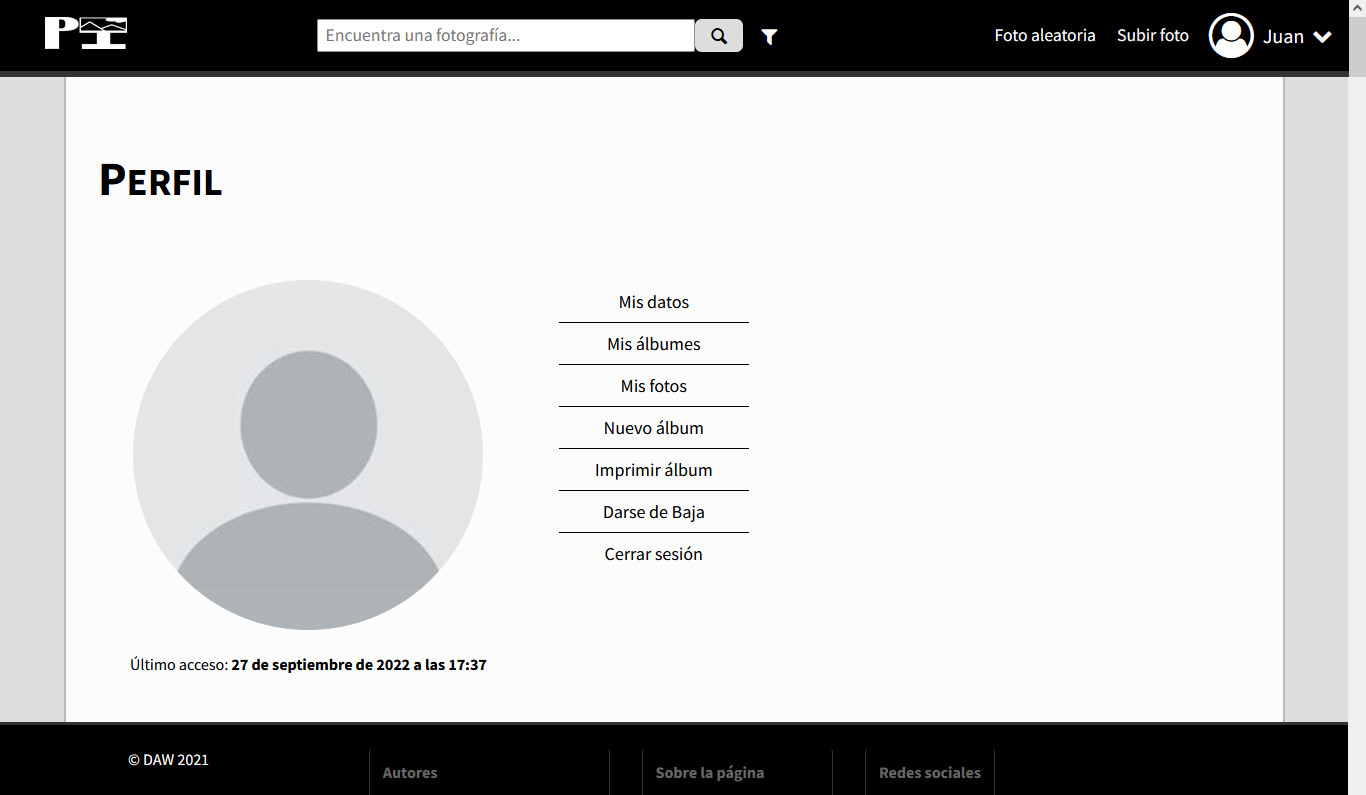 PI
Encuentra una fotografía...
Foto aleatoria
Subir foto
Juan
PERFIL
Mis datos
Mis álbumes
Mis fotos
Nuevo álbum
Imprimir álbum
Darse de Baja
Cerrar sesión
Último acceso: 27 de septiembre de 2022 a las 17:37
© DAW 2021
Autores
Sobre la página
Redes sociales